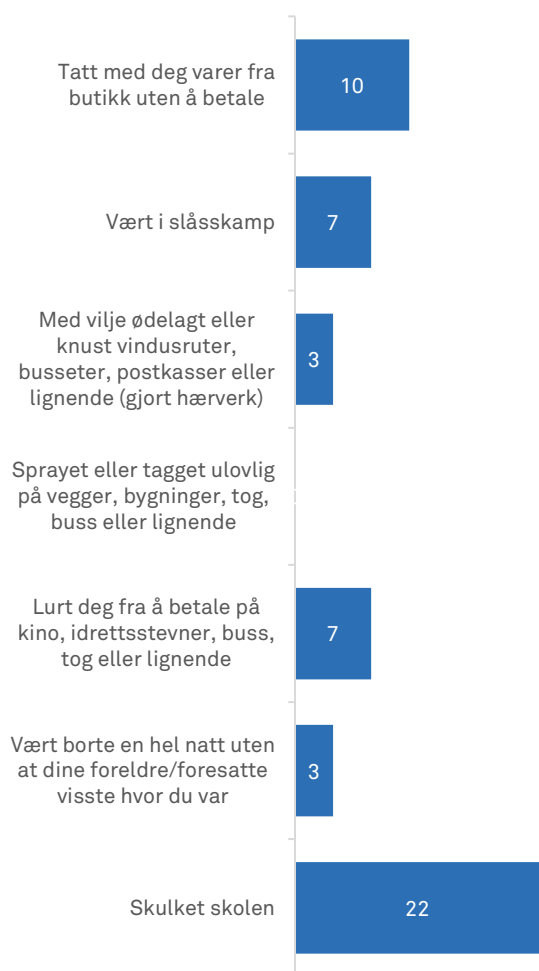 Tatt med deg varer fra
butikk uten å betale
10
Vært i slåsskamp
7
Med vilje ødelagt eller
knust vindusruter,
busseter, postkasser eller
lignende (gjort hærverk)
3
Sprayet eller tagget ulovlig
på vegger, bygninger, tog,
buss eller lignende
Lurt deg fra å betale på
kino, idrettsstevner, buss,
tog eller lignende
7
Vært borte en hel natt uten
at dine foreldre/foresatte
visste hvor du var
3
Skulket skolen
22